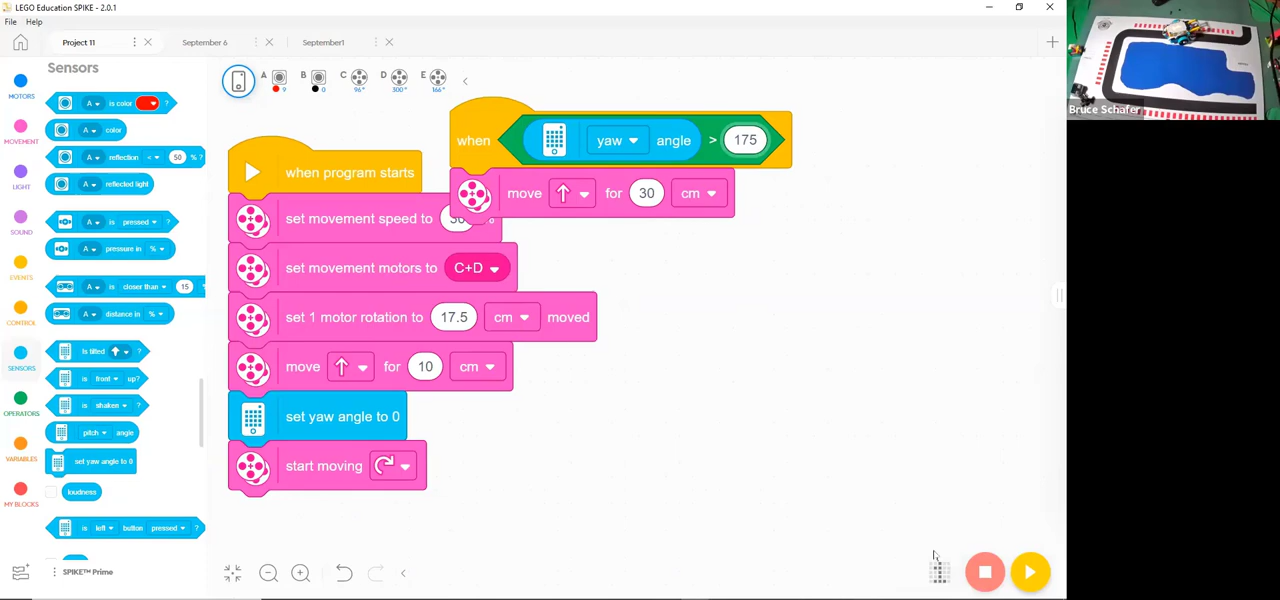 LEGO Education SPIKE - 2.0.1
File Help
Project 11
September 6
September1
Sensors
MOTORS
MOVEMENT
LIGHT
SOUND
EVENTS
CONTROL
SENSORS
OPERATORS
VARIABLES
MY BLOCKS
A is color ?
A color
A reflection < 50 % ?
A reflected light
A is pressed ?
A pressure in %
A is closer than 15
A distance in %
is tilted ?
is front up?
is shaken ?
pitch angle
set yaw angle to 0
loudness
is left button pressed ?
A 9
B 0
C 96°
D 300°
E 166°
when yaw angle > 175
move for 30 cm
when program starts
set movement speed to
set movement motors to C+D
set 1 motor rotation to 17.5 cm moved
move for 10 cm
set yaw angle to 0
start moving
SPIKE™ Prime
Bruce Schafer